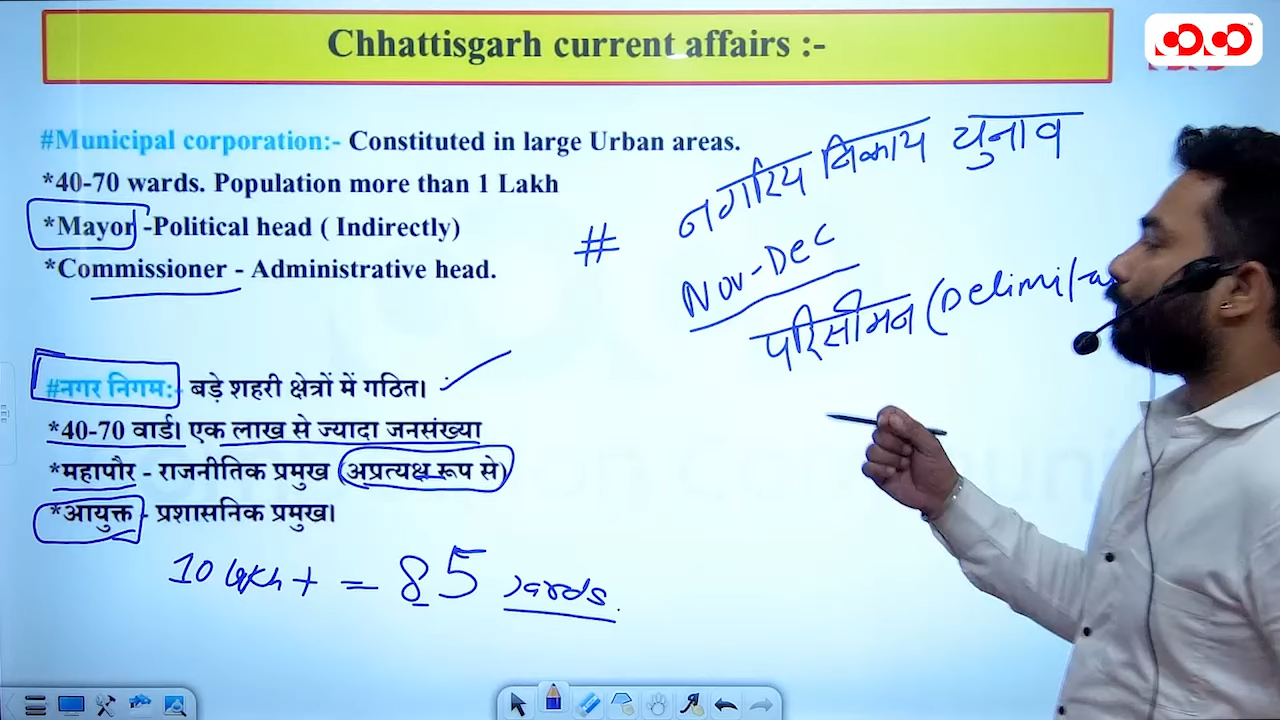 Chhattisgarh current affairs :-
#Municipal corporation:- Constituted in large Urban areas.
*40-70 wards. Population more than 1 Lakh
*Mayor -Political head ( Indirectly)
*Commissioner - Administrative head.
#नगर निगम:- बड़े शहरी क्षेत्रों में गठित।
*40-70 वार्ड। एक लाख से ज्यादा जनसंख्या
*महापौर - राजनीतिक प्रमुख (अप्रत्यक्ष रूप से)
*आयुक्त - प्रशासनिक प्रमुख।
10 lakh + = 85 wards.
# नगरिय निकाय चुनाव
Nov-Dec
परिसीमन (Delimita